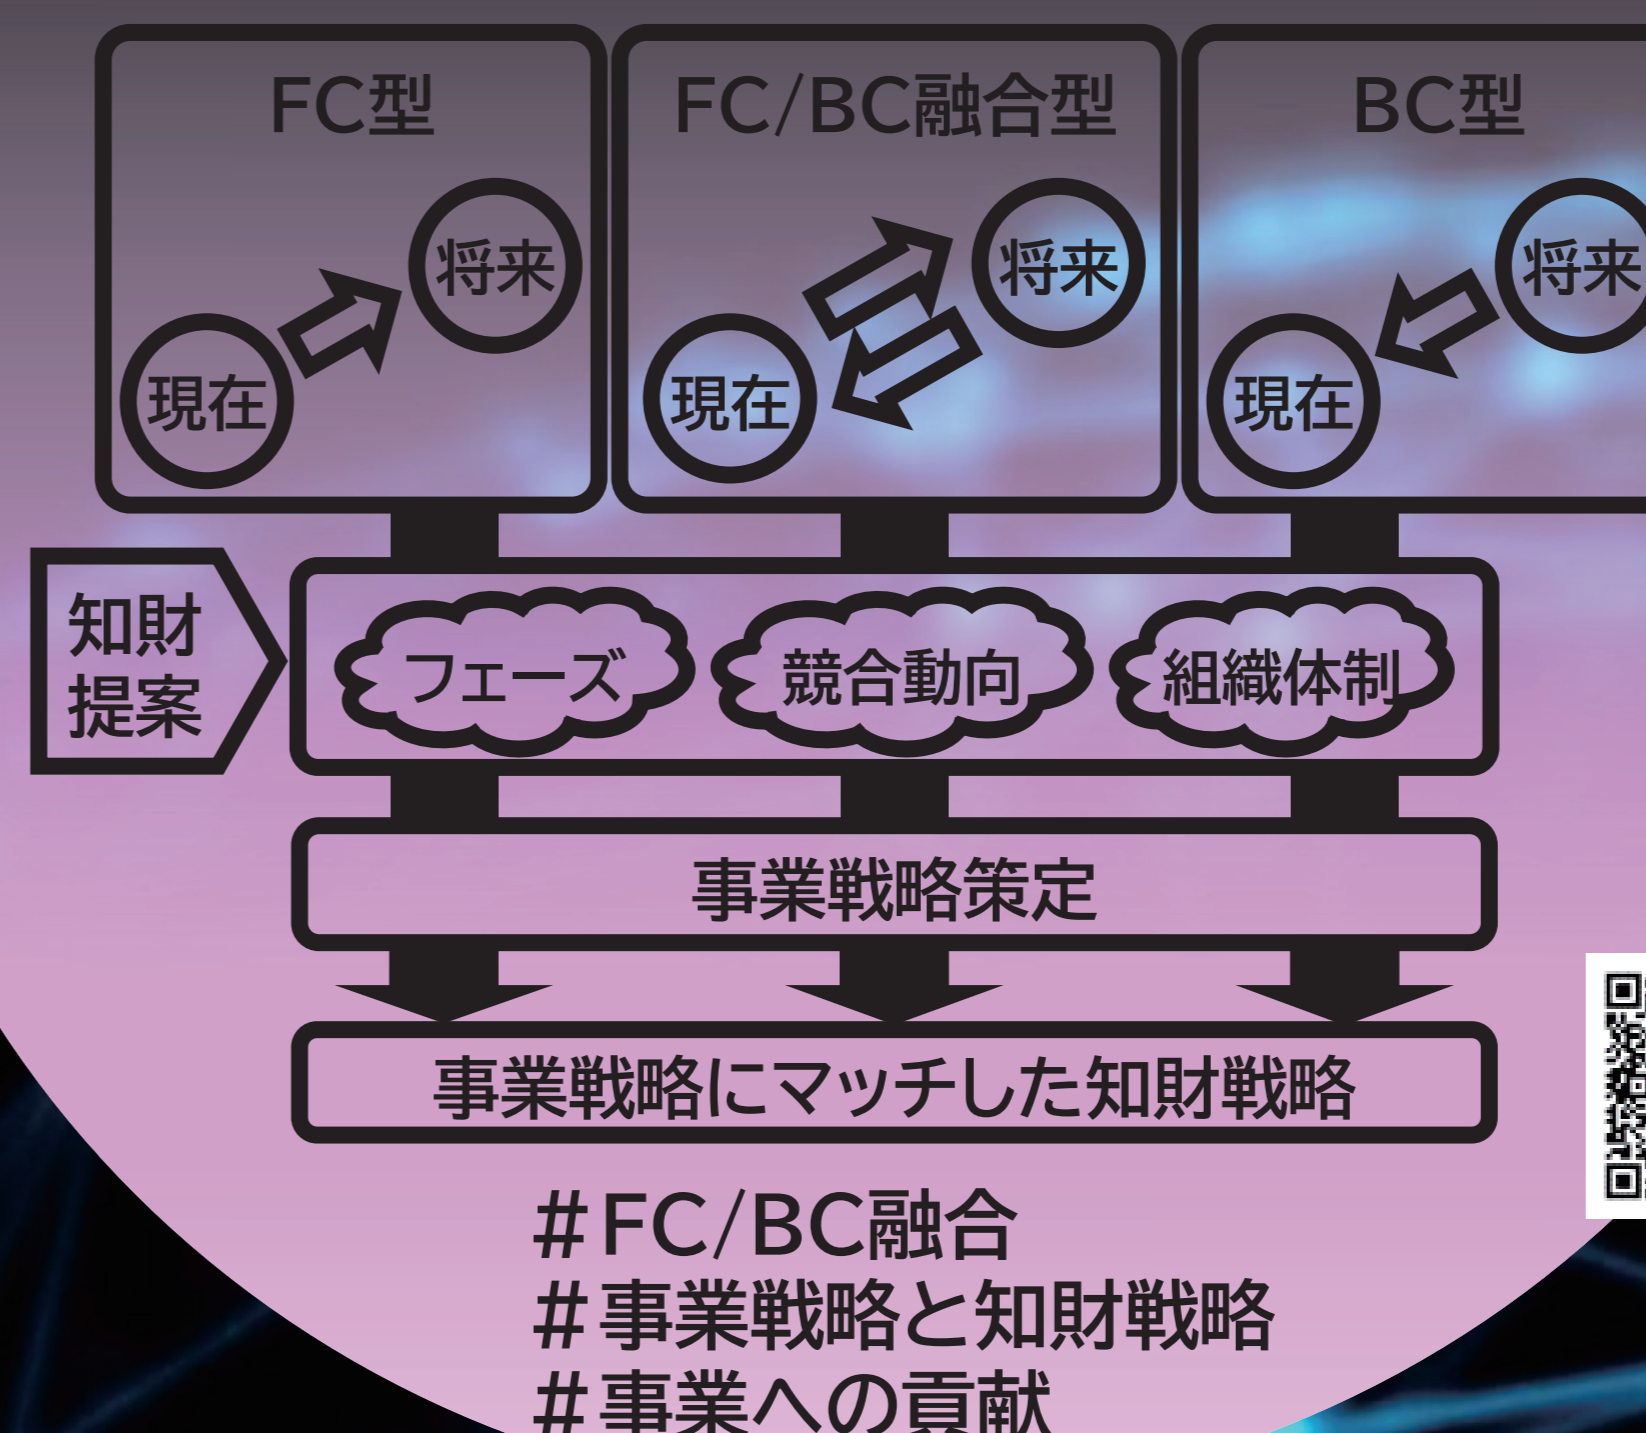 FC型
FC/BC融合型
BC型
将来
現在
将来
現在
将来
現在
知財
提案
フェーズ
競合動向
組織体制
事業戦略策定
事業戦略にマッチした知財戦略
#FC/BC融合
#事業戦略と知財戦略
#事業への貢献